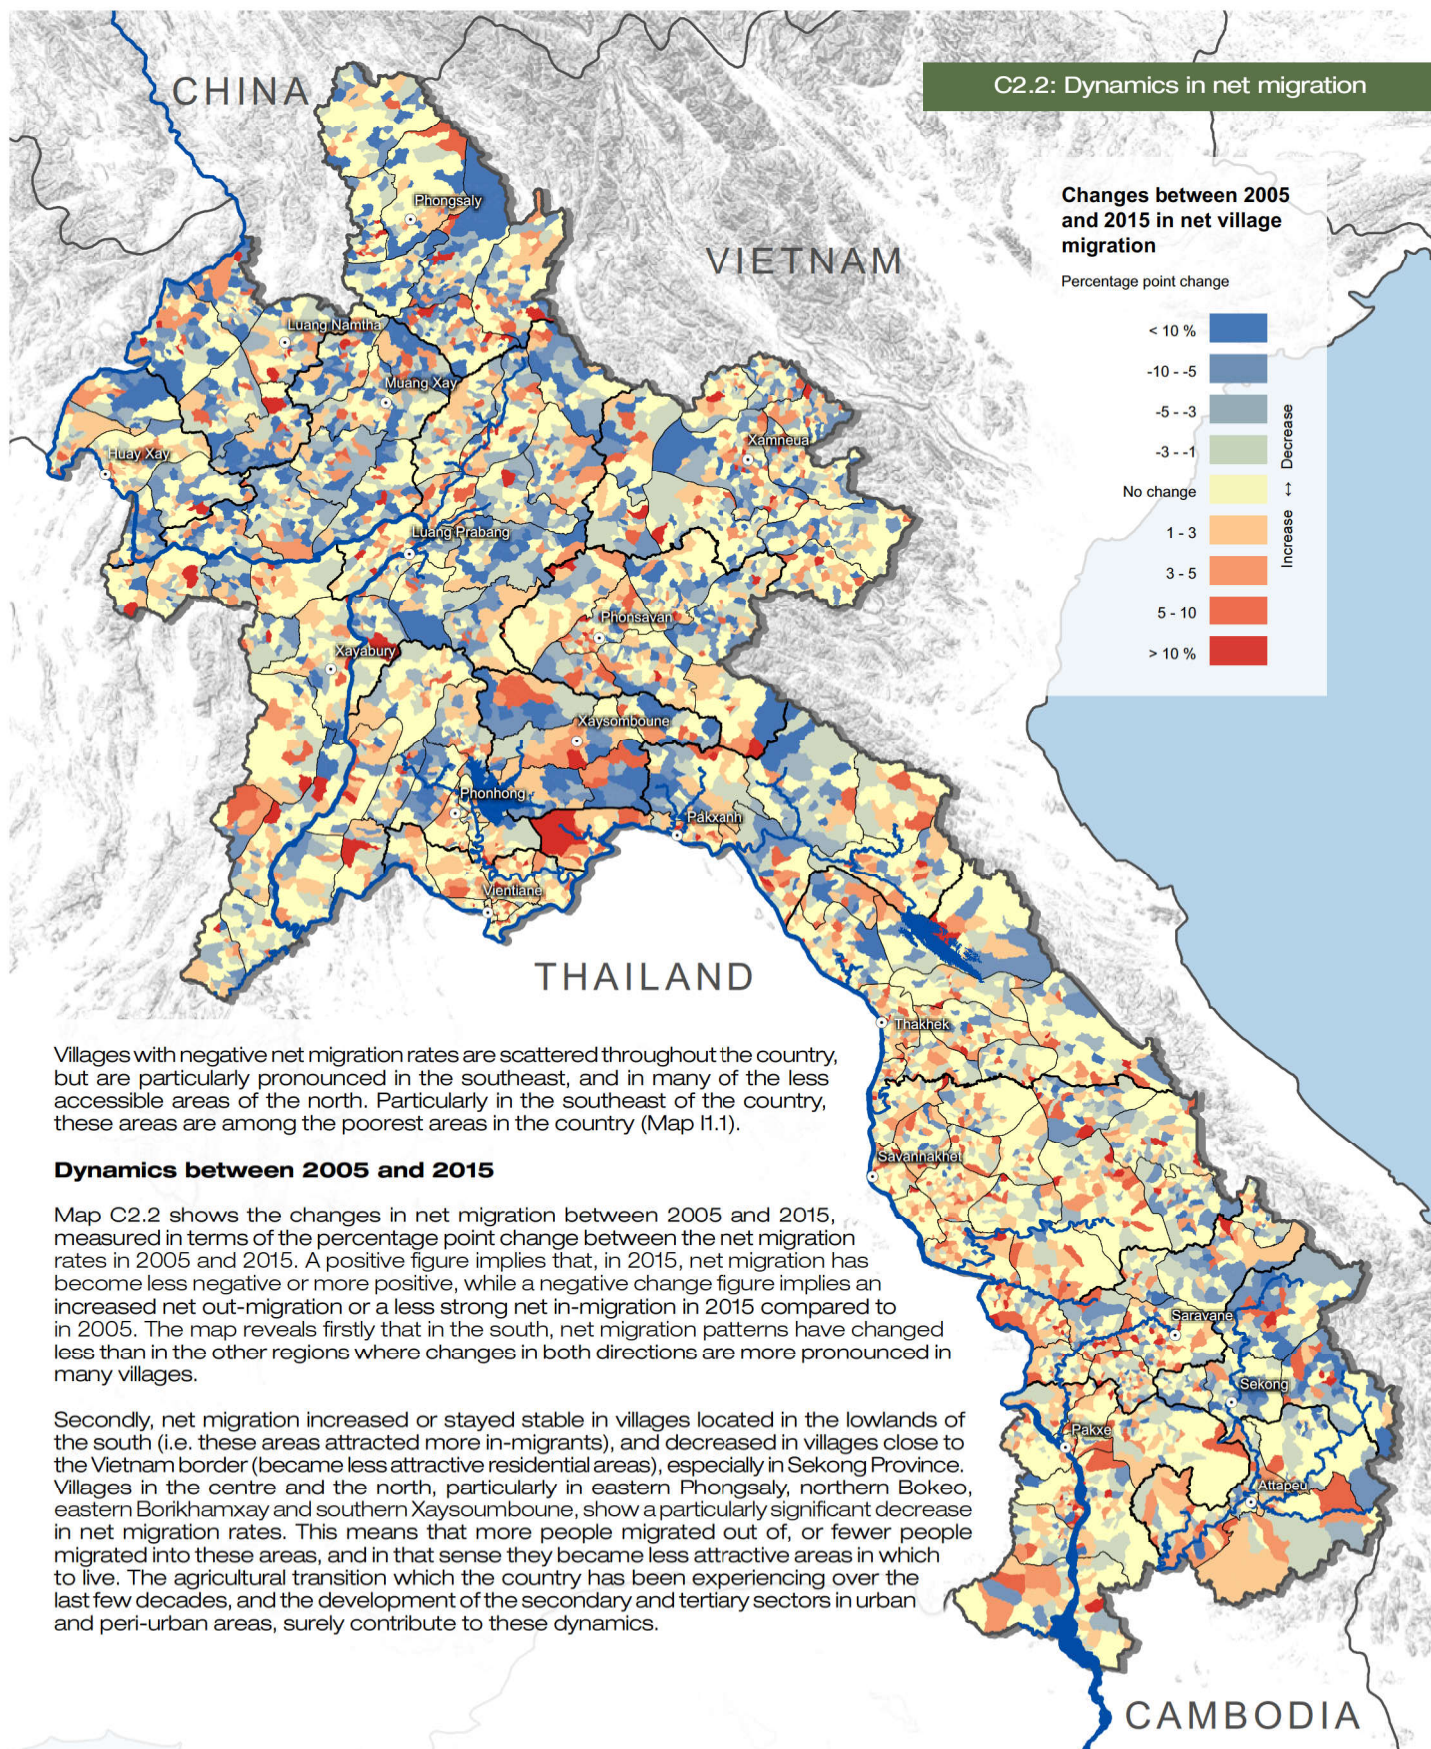 C2.2: Dynamics in net migration
CHINA
VIETNAM
THAILAND
CAMBODIA
Changes between 2005
and 2015 in net village
migration
Percentage point change
< 10 %
-10 - -5
-5 - -3
-3 - -1
No change
1 - 3
3 - 5
5 - 10
> 10 %
Increase ↔ Decrease
Phongsaly
Luang Namtha
Muang Xay
Xamneua
Huay Xay
Luang Prabang
Phonsavan
Xayabury
Xaysomboune
Phonhong
Pakxanh
Vientiane
Thakhek
Savannakhet
Saravane
Sekong
Pakxe
Attapeu
Villages with negative net migration rates are scattered throughout the country,
but are particularly pronounced in the southeast, and in many of the less
accessible areas of the north. Particularly in the southeast of the country,
these areas are among the poorest areas in the country (Map I1.1).
Dynamics between 2005 and 2015
Map C2.2 shows the changes in net migration between 2005 and 2015,
measured in terms of the percentage point change between the net migration
rates in 2005 and 2015. A positive figure implies that, in 2015, net migration has
become less negative or more positive, while a negative change figure implies an
increased net out-migration or a less strong net in-migration in 2015 compared to
in 2005. The map reveals firstly that in the south, net migration patterns have changed
less than in the other regions where changes in both directions are more pronounced in
many villages.
Secondly, net migration increased or stayed stable in villages located in the lowlands of
the south (i.e. these areas attracted more in-migrants), and decreased in villages close to
the Vietnam border (became less attractive residential areas), especially in Sekong Province.
Villages in the centre and the north, particularly in eastern Phongsaly, northern Bokeo,
eastern Borikhamxay and southern Xaysoumboune, show a particularly significant decrease
in net migration rates. This means that more people migrated out of, or fewer people
migrated into these areas, and in that sense they became less attractive areas in which
to live. The agricultural transition which the country has been experiencing over the
last few decades, and the development of the secondary and tertiary sectors in urban
and peri-urban areas, surely contribute to these dynamics.